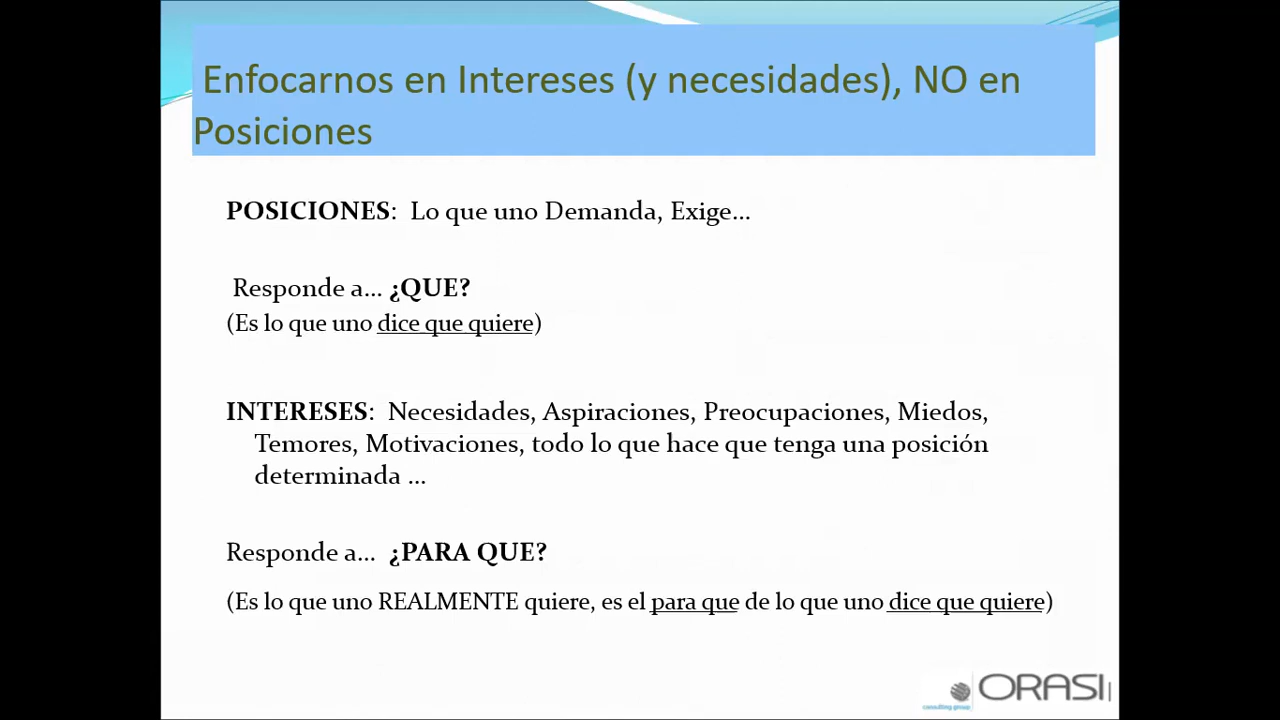 Enfocarnos en Intereses (y necesidades), NO en
Posiciones
POSICIONES: Lo que uno Demanda, Exige...
Responde a... ¿QUE?
(Es lo que uno dice que quiere)
INTERESES: Necesidades, Aspiraciones, Preocupaciones, Miedos,
Temores, Motivaciones, todo lo que hace que tenga una posición
determinada ...
Responde a... ¿PARA QUE?
(Es lo que uno REALMENTE quiere, es el para que de lo que uno dice que quiere)
ORASI
consulting group